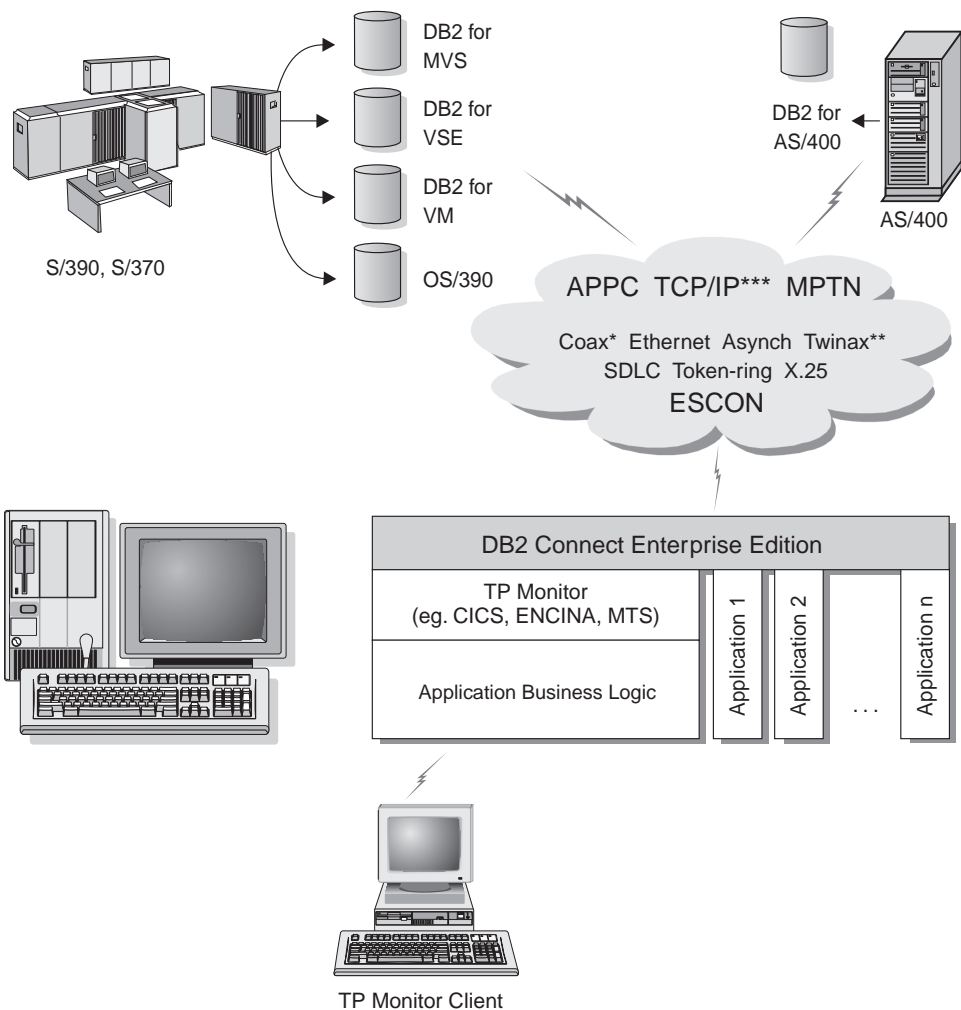 DB2 for
MVS
DB2 for
VSE
DB2 for
VM
OS/390
S/390, S/370
DB2 for
AS/400
AS/400
APPC TCP/IP*** MPTN
Coax* Ethernet Asynch Twinax**
SDLC Token-ring X.25
ESCON
DB2 Connect Enterprise Edition
TP Monitor
(eg. CICS, ENCINA, MTS)
Application Business Logic
Application 1
Application 2
. . .
Application n
TP Monitor Client